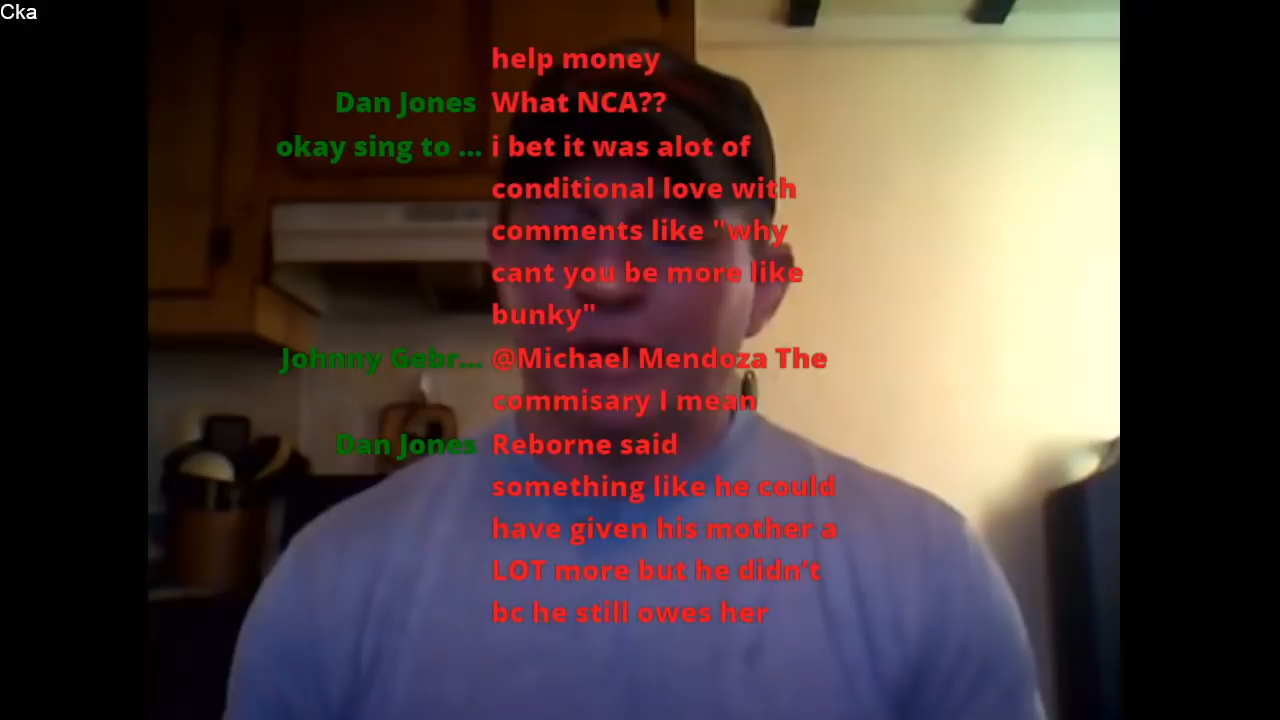 Cka
help money
Dan Jones What NCA??
okay sing to ... i bet it was alot of
conditional love with
comments like "why
cant you be more like
bunky"
Johnny Gebr... @Michael Mendoza The
commisary I mean
Dan Jones Reborne said
something like he could
have given his mother a
LOT more but he didn't
bc he still owes her